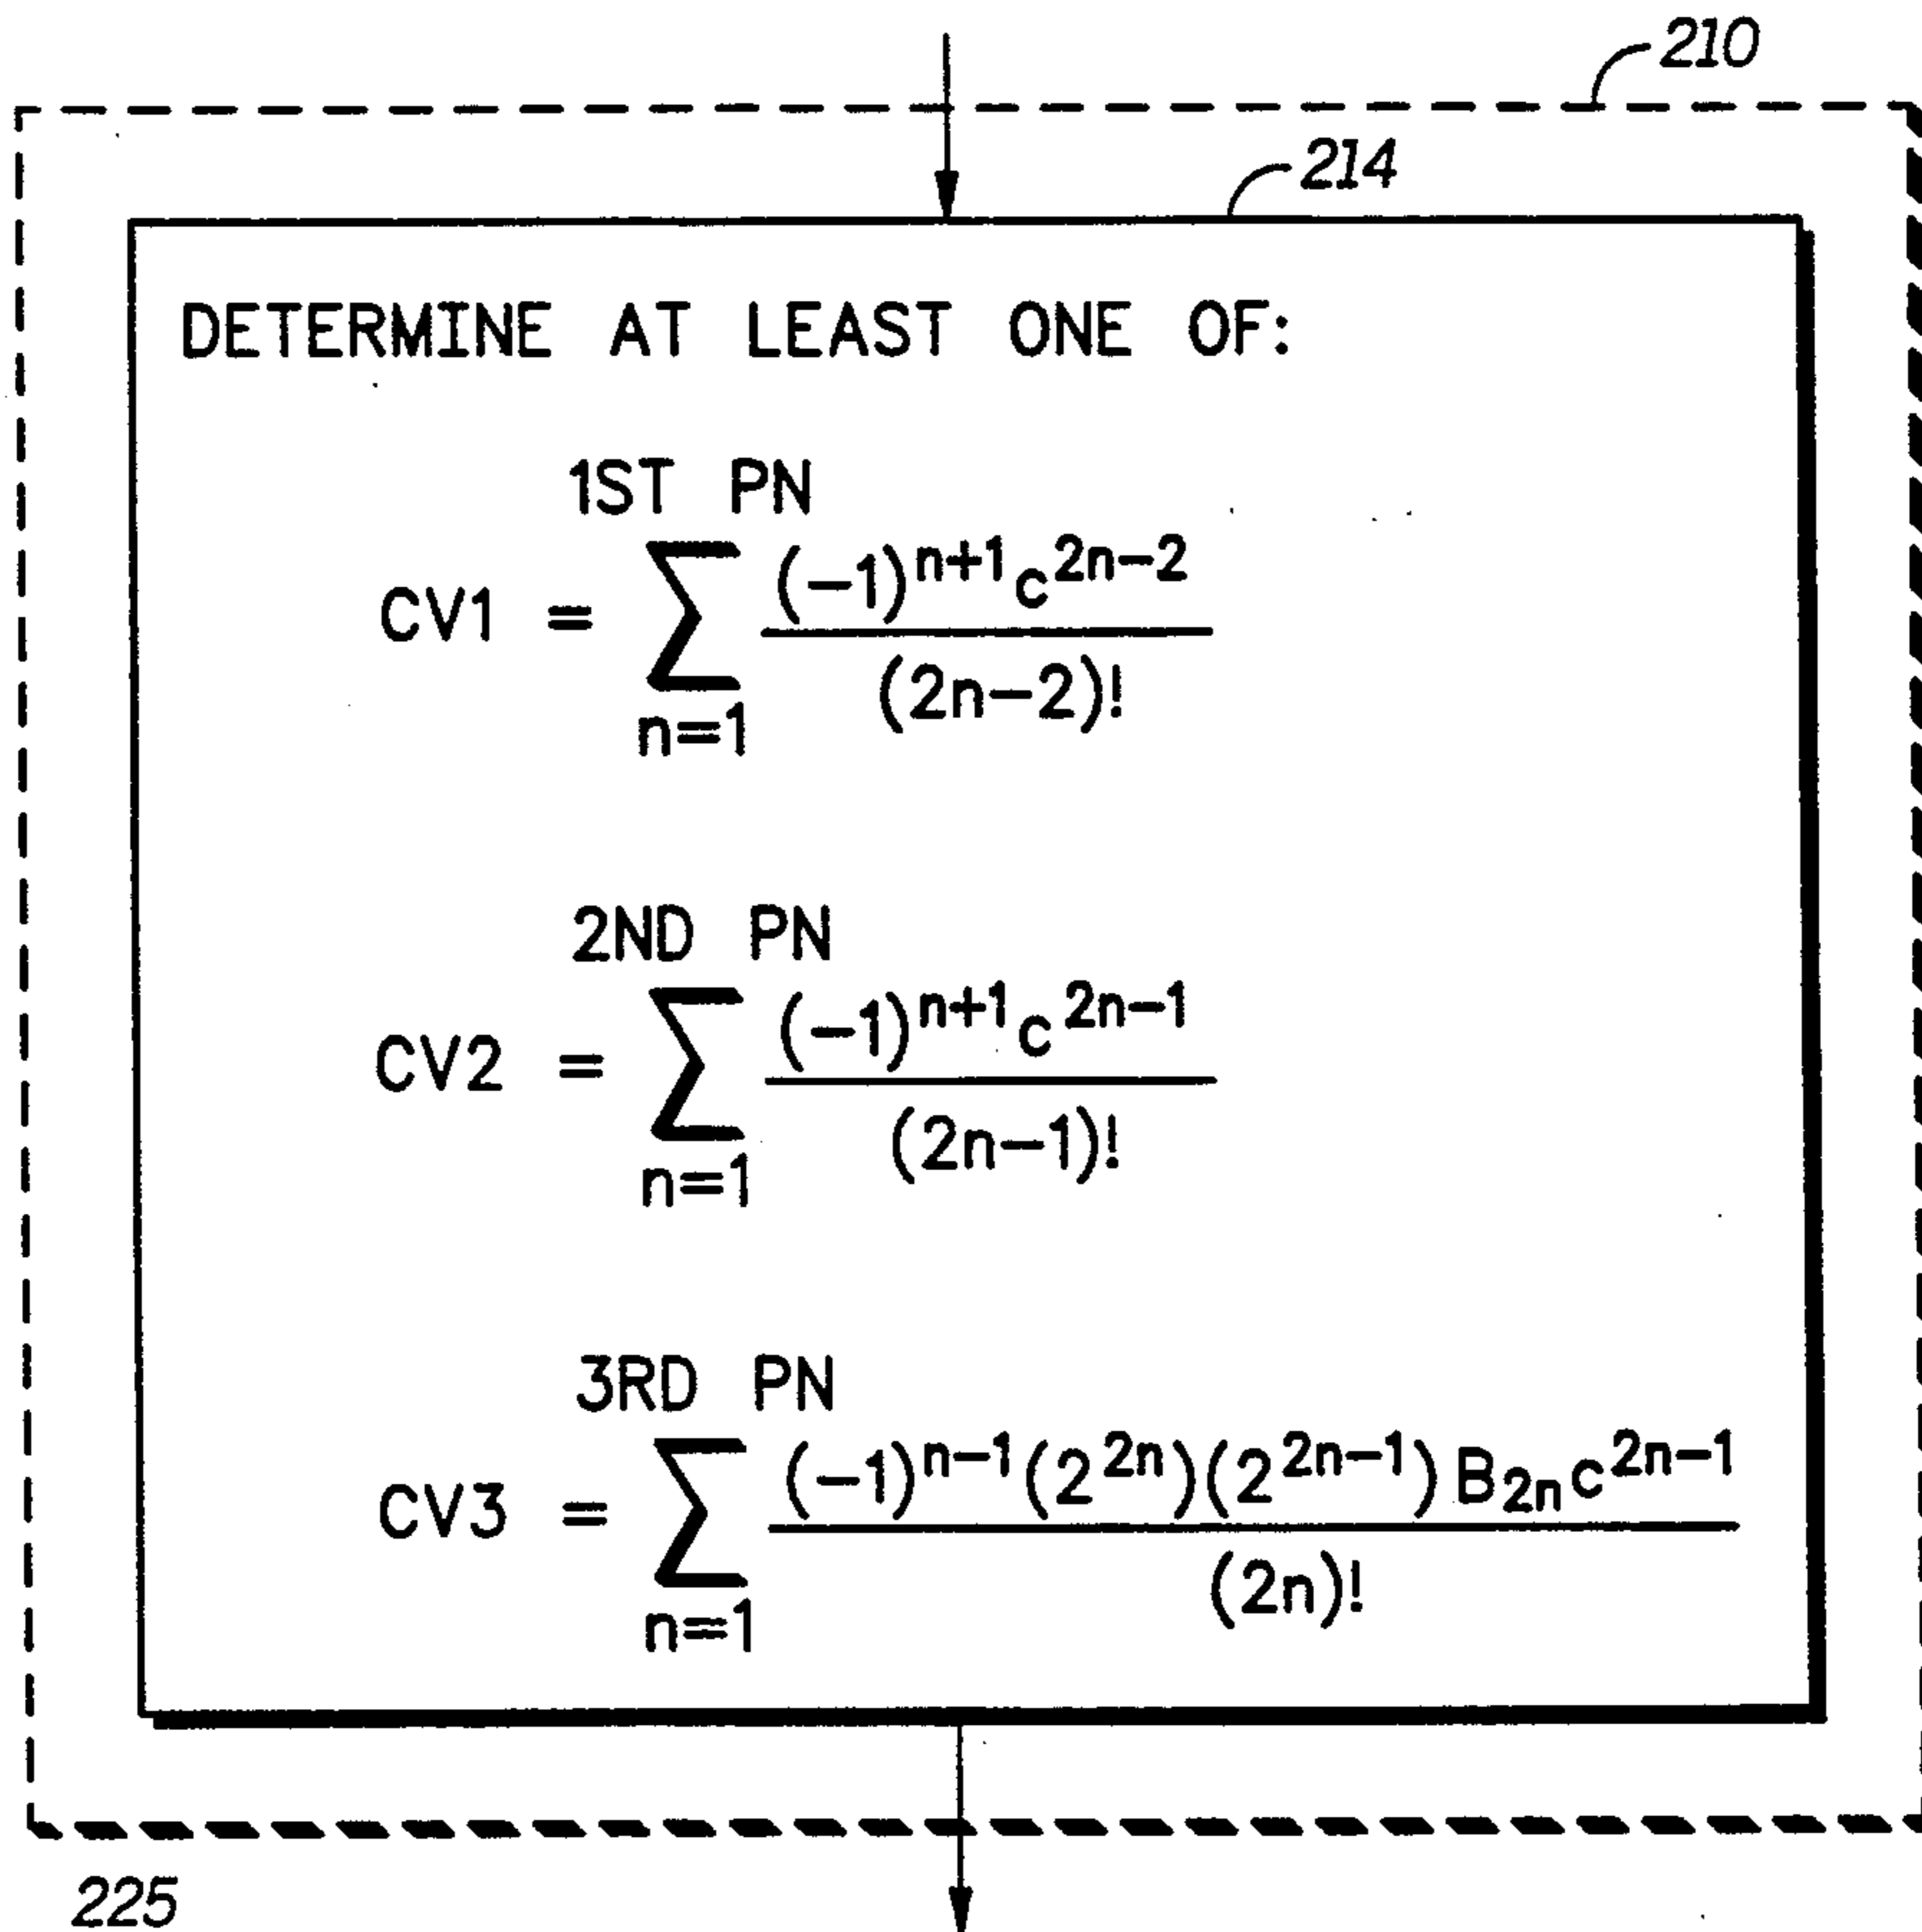 210
214
DETERMINE AT LEAST ONE OF:
1ST PN
CV1 = ∑ (-1)^{n+1} c^{2n-2} / (2n-2)!
n=1
2ND PN
CV2 = ∑ (-1)^{n+1} c^{2n-1} / (2n-1)!
n=1
3RD PN
CV3 = ∑ (-1)^{n-1} (2^{2n})(2^{2n-1}) B_{2n} c^{2n-1} / (2n)!
n=1
225